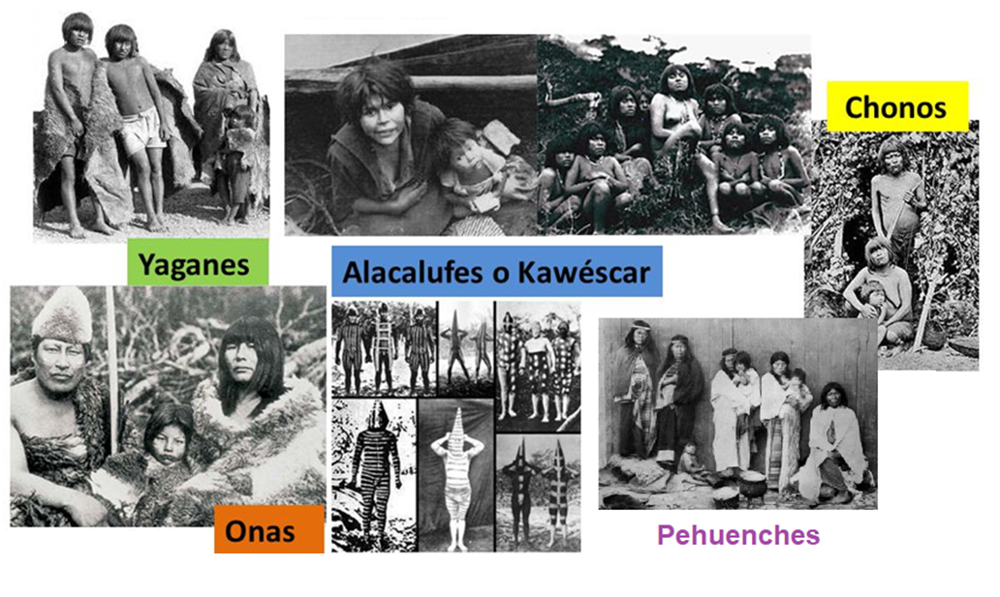 Chonos
Yaganes
Alacalufes o Kawéscar
Onas
Pehuenches